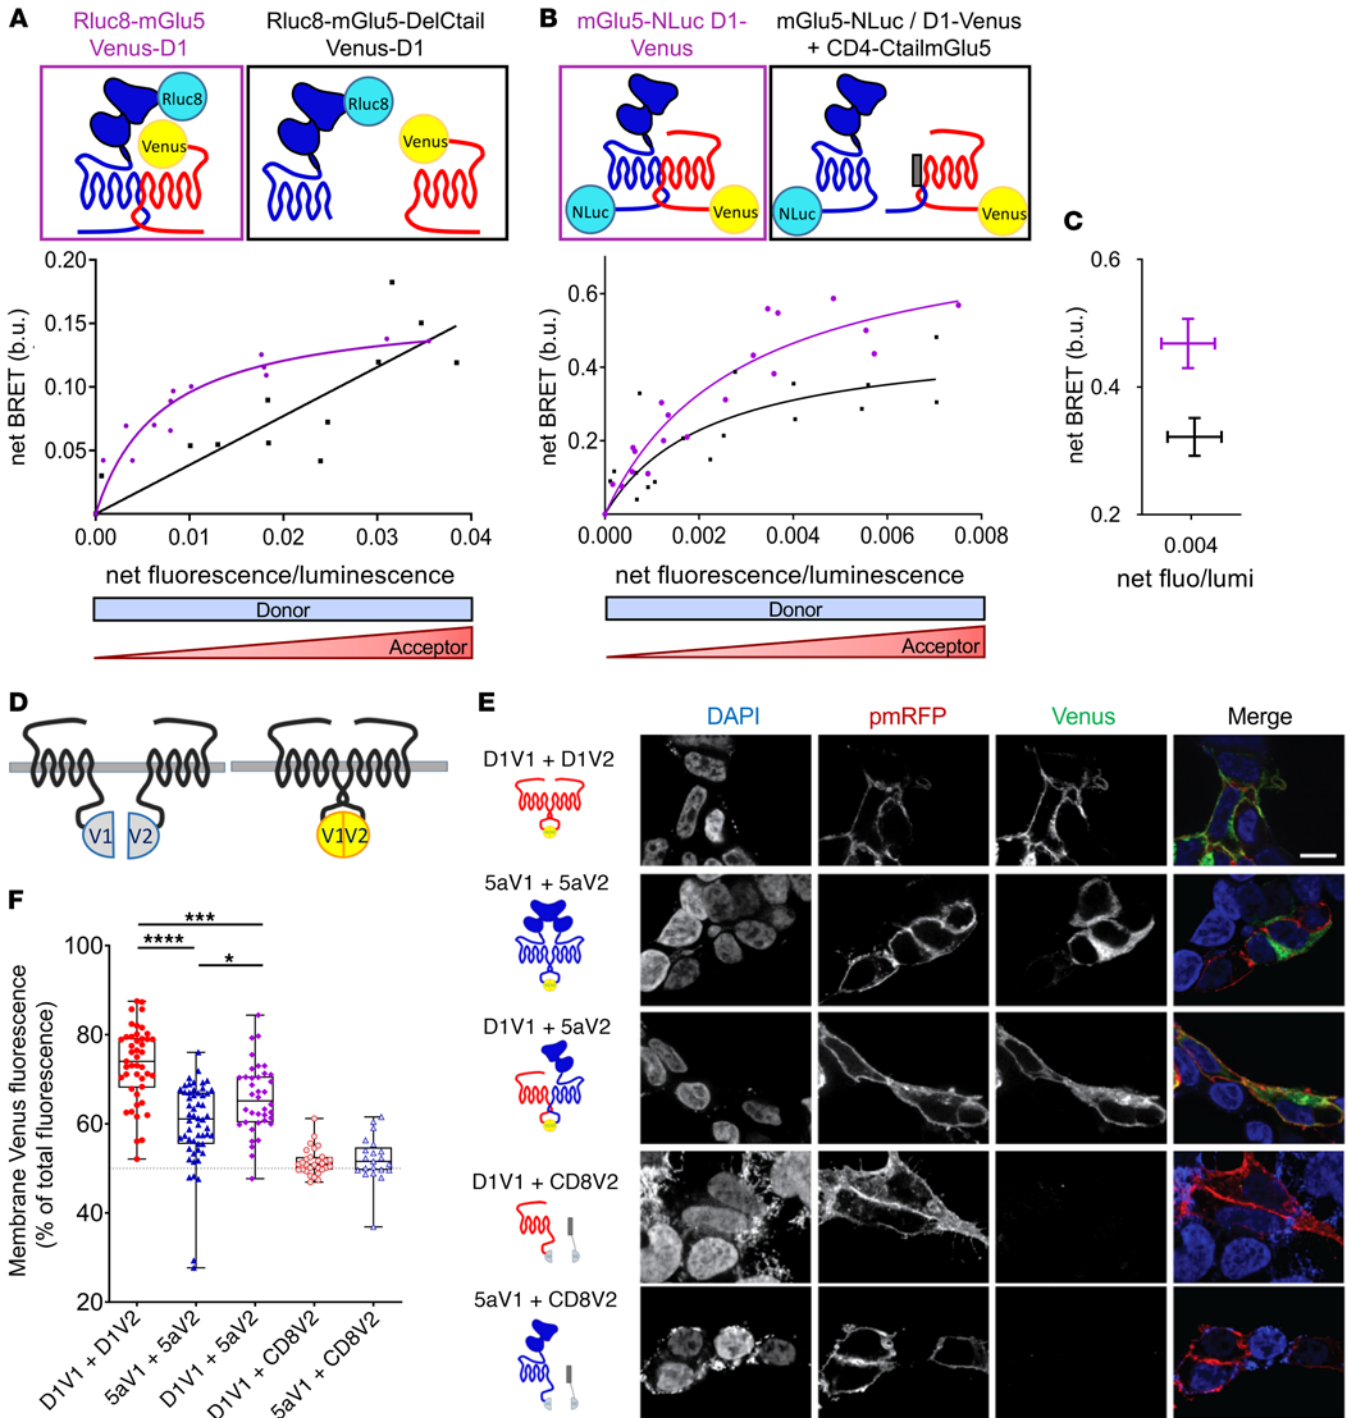 A
Rluc8-mGlu5
Venus-D1
Rluc8-mGlu5-DelCtail
Venus-D1
Rluc8
Venus
Rluc8
Venus
net BRET (b.u.)
0.20
0.15
0.10
0.05
0.00
0.01
0.02
0.03
0.04
net fluorescence/luminescence
Donor
Acceptor
B
mGlu5-NLuc D1-
Venus
mGlu5-NLuc / D1-Venus
+ CD4-CtailmGlu5
NLuc
Venus
NLuc
Venus
net BRET (b.u.)
0.6
0.4
0.2
0.000
0.002
0.004
0.006
0.008
net fluorescence/luminescence
Donor
Acceptor
C
net BRET (b.u.)
0.6
0.4
0.2
0.004
net fluo/lumi
D
V1
V2
V1V2
E
DAPI
pmRFP
Venus
Merge
D1V1 + D1V2
5aV1 + 5aV2
D1V1 + 5aV2
D1V1 + CD8V2
5aV1 + CD8V2
F
Membrane Venus fluorescence
(% of total fluorescence)
100
80
60
40
20
***
****
*
D1V1 + D1V2
5aV1 + 5aV2
D1V1 + 5aV2
D1V1 + CD8V2
5aV1 + CD8V2